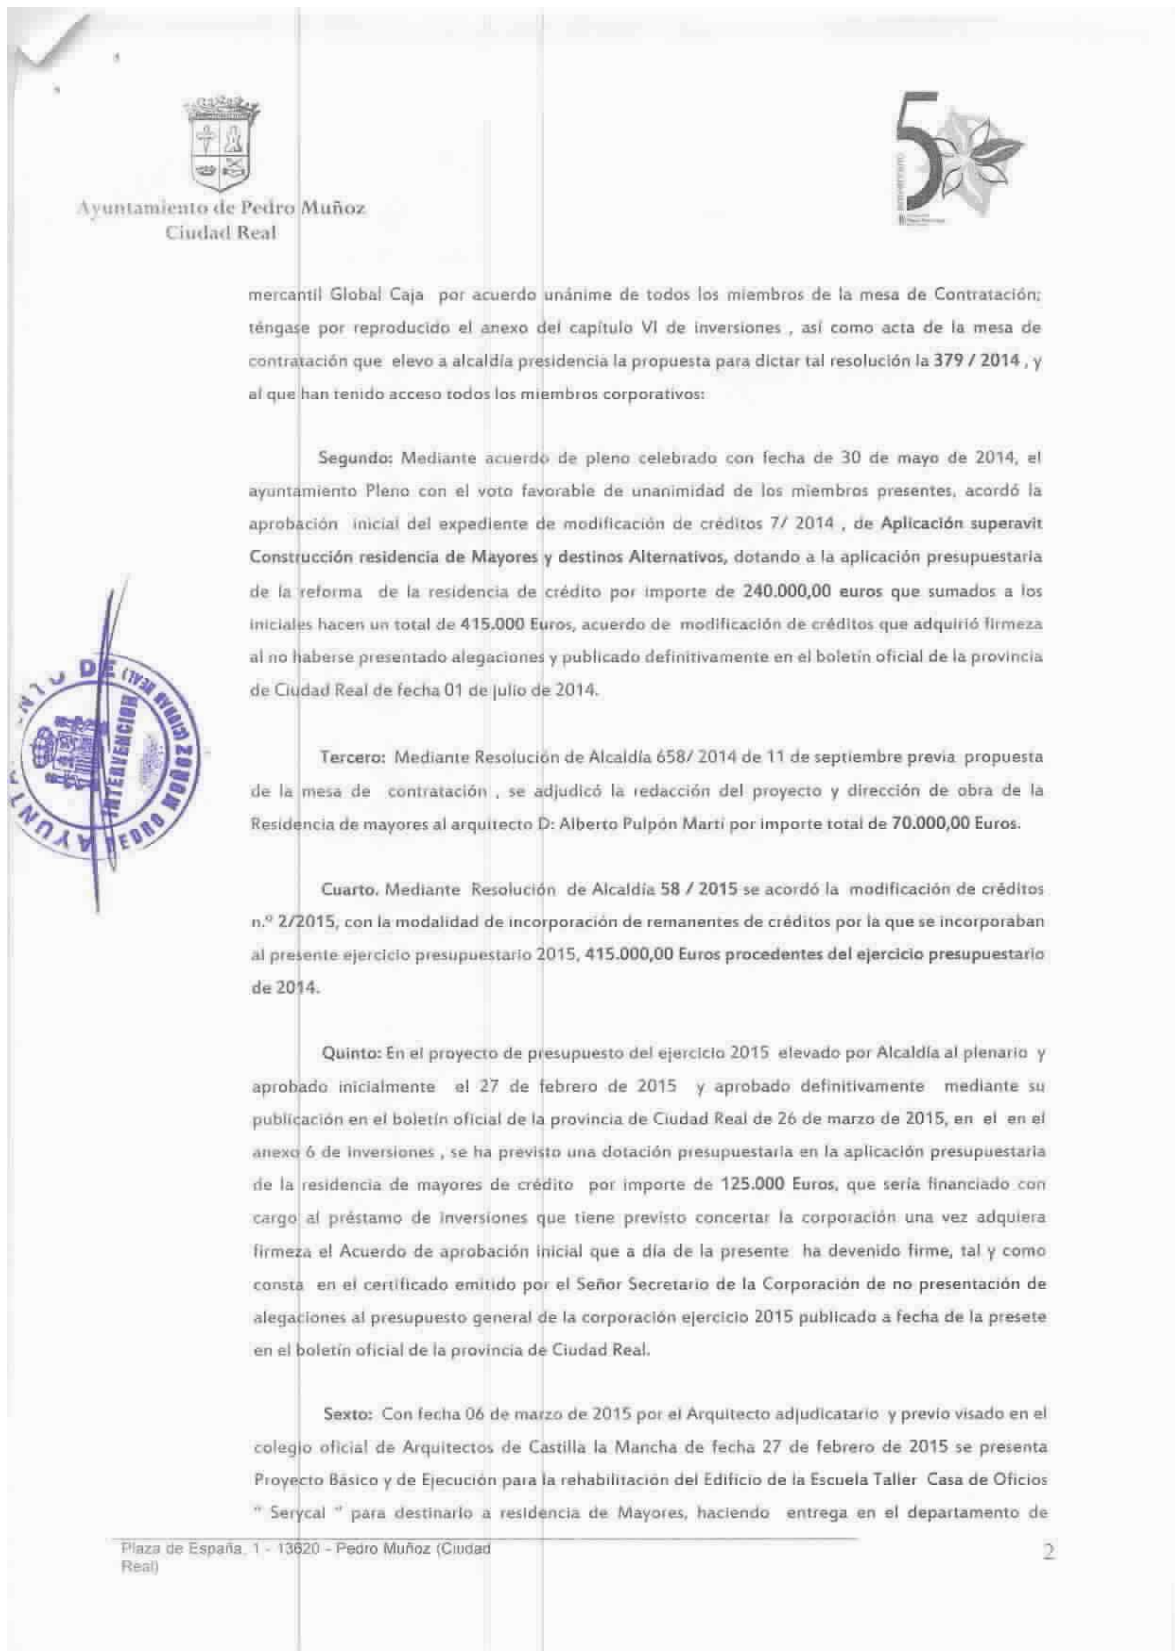 Ayuntamiento de Pedro Muñoz
Ciudad Real
50
aniversario
mercantil Global Caja por acuerdo unánime de todos los miembros de la mesa de Contratación;
téngase por reproducido el anexo del capítulo VI de inversiones , así como acta de la mesa de
contratación que elevo a alcaldía presidencia la propuesta para dictar tal resolución la 379 / 2014 , y
al que han tenido acceso todos los miembros corporativos:
Segundo: Mediante acuerdo de pleno celebrado con fecha de 30 de mayo de 2014, el
ayuntamiento Pleno con el voto favorable de unanimidad de los miembros presentes, acordó la
aprobación inicial del expediente de modificación de créditos 7/ 2014 , de Aplicación superavit
Construcción residencia de Mayores y destinos Alternativos, dotando a la aplicación presupuestaria
de la reforma de la residencia de crédito por importe de 240.000,00 euros que sumados a los
iniciales hacen un total de 415.000 Euros, acuerdo de modificación de créditos que adquirió firmeza
al no haberse presentado alegaciones y publicado definitivamente en el boletín oficial de la provincia
de Ciudad Real de fecha 01 de julio de 2014.
AYUNTAMIENTO DE PEDRO MUÑOZ (CIUDAD REAL)
INTERVENCION
Tercero: Mediante Resolución de Alcaldía 658/ 2014 de 11 de septiembre previa propuesta
de la mesa de contratación , se adjudicó la redacción del proyecto y dirección de obra de la
Residencia de mayores al arquitecto D: Alberto Pulpón Martí por importe total de 70.000,00 Euros.
Cuarto. Mediante Resolución de Alcaldía 58 / 2015 se acordó la modificación de créditos
n.º 2/2015, con la modalidad de incorporación de remanentes de créditos por la que se incorporaban
al presente ejercicio presupuestario 2015, 415.000,00 Euros procedentes del ejercicio presupuestario
de 2014.
Quinto: En el proyecto de presupuesto del ejercicio 2015 elevado por Alcaldía al plenario y
aprobado inicialmente el 27 de febrero de 2015 y aprobado definitivamente mediante su
publicación en el boletín oficial de la provincia de Ciudad Real de 26 de marzo de 2015, en el en el
anexo 6 de inversiones , se ha previsto una dotación presupuestaria en la aplicación presupuestaria
de la residencia de mayores de crédito por importe de 125.000 Euros, que sería financiado con
cargo al préstamo de inversiones que tiene previsto concertar la corporación una vez adquiera
firmeza el Acuerdo de aprobación inicial que a día de la presente ha devenido firme, tal y como
consta en el certificado emitido por el Señor Secretario de la Corporación de no presentación de
alegaciones al presupuesto general de la corporación ejercicio 2015 publicado a fecha de la presete
en el boletín oficial de la provincia de Ciudad Real.
Sexto: Con fecha 06 de marzo de 2015 por el Arquitecto adjudicatario y previo visado en el
colegio oficial de Arquitectos de Castilla la Mancha de fecha 27 de febrero de 2015 se presenta
Proyecto Básico y de Ejecución para la rehabilitación del Edificio de la Escuela Taller Casa de Oficios
" Serycal " para destinarlo a residencia de Mayores, haciendo entrega en el departamento de
Plaza de España, 1 - 13620 - Pedro Muñoz (Ciudad
Real)
2